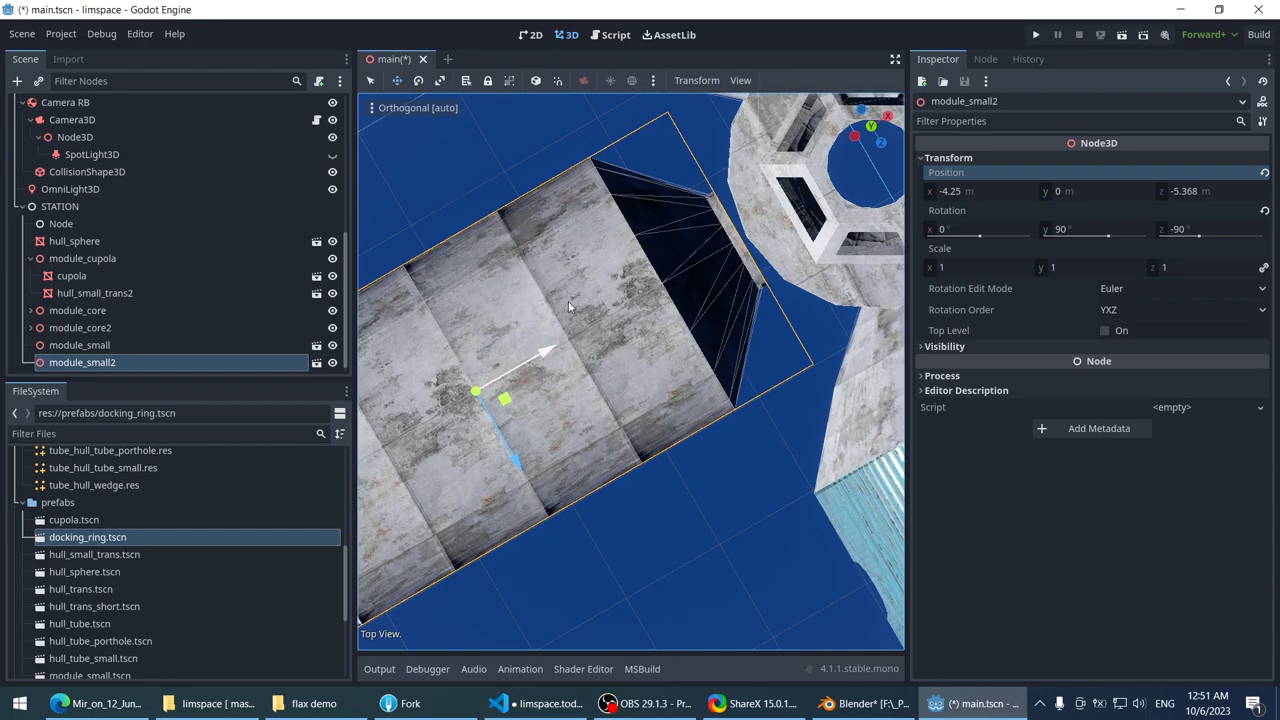 (*) main.tscn - limspace - Godot Engine
Scene Project Debug Editor Help
2D 3D Script AssetLib
Forward+ Build
Scene Import
main(*)
Inspector Node History
Filter Nodes
Transform View
Camera RB
Camera3D
Node3D
SpotLight3D
CollisionShape3D
OmniLight3D
STATION
Node
hull_sphere
module_cupola
cupola
hull_small_trans2
module_core
module_core2
module_small
module_small2
Orthogonal [auto]
X
Y
Z
Top View.
module_small2
Filter Properties
Node3D
Transform
Position
x -4.25 m y 0 m z -5.368 m
Rotation
x 0° y 90° z -90°
Scale
x 1 y 1 z 1
Rotation Edit Mode Euler
Rotation Order YXZ
Top Level On
Visibility
Node
Process
Editor Description
Script <empty>
Add Metadata
FileSystem
res://prefabs/docking_ring.tscn
Filter Files
tube_hull_tube_porthole.res
tube_hull_tube_small.res
tube_hull_wedge.res
prefabs
cupola.tscn
docking_ring.tscn
hull_small_trans.tscn
hull_sphere.tscn
hull_trans.tscn
hull_trans_short.tscn
hull_tube.tscn
hull_tube_porthole.tscn
hull_tube_small.tscn
module_small.tscn
Output Debugger Audio Animation Shader Editor MSBuild
4.1.1.stable.mono
Mir_on_12_Jun... limspace [ mas... flax demo Fork limspace.tod... OBS 29.1.3 - Pr... ShareX 15.0.1... Blender* [F:\_P... (*) main.tscn - ...
ENG
12:51 AM
10/6/2023